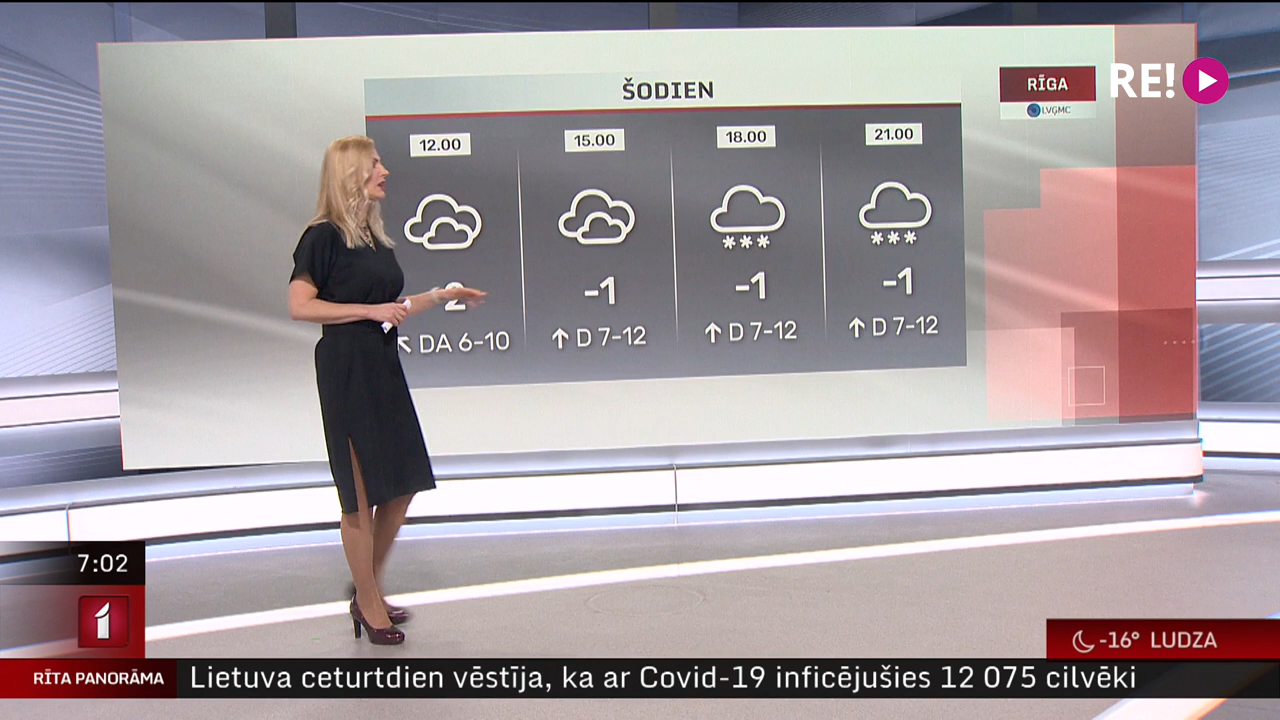 ŠODIEN
RĪGA
RE!
LVĢMC
12.00
15.00
18.00
21.00
2
-1
-1
-1
DA 6-10
D 7-12
D 7-12
D 7-12
7:02
1
-16° LUDZA
RĪTA PANORĀMA
Lietuva ceturtdien vēstīja, ka ar Covid-19 inficējušies 12 075 cilvēki